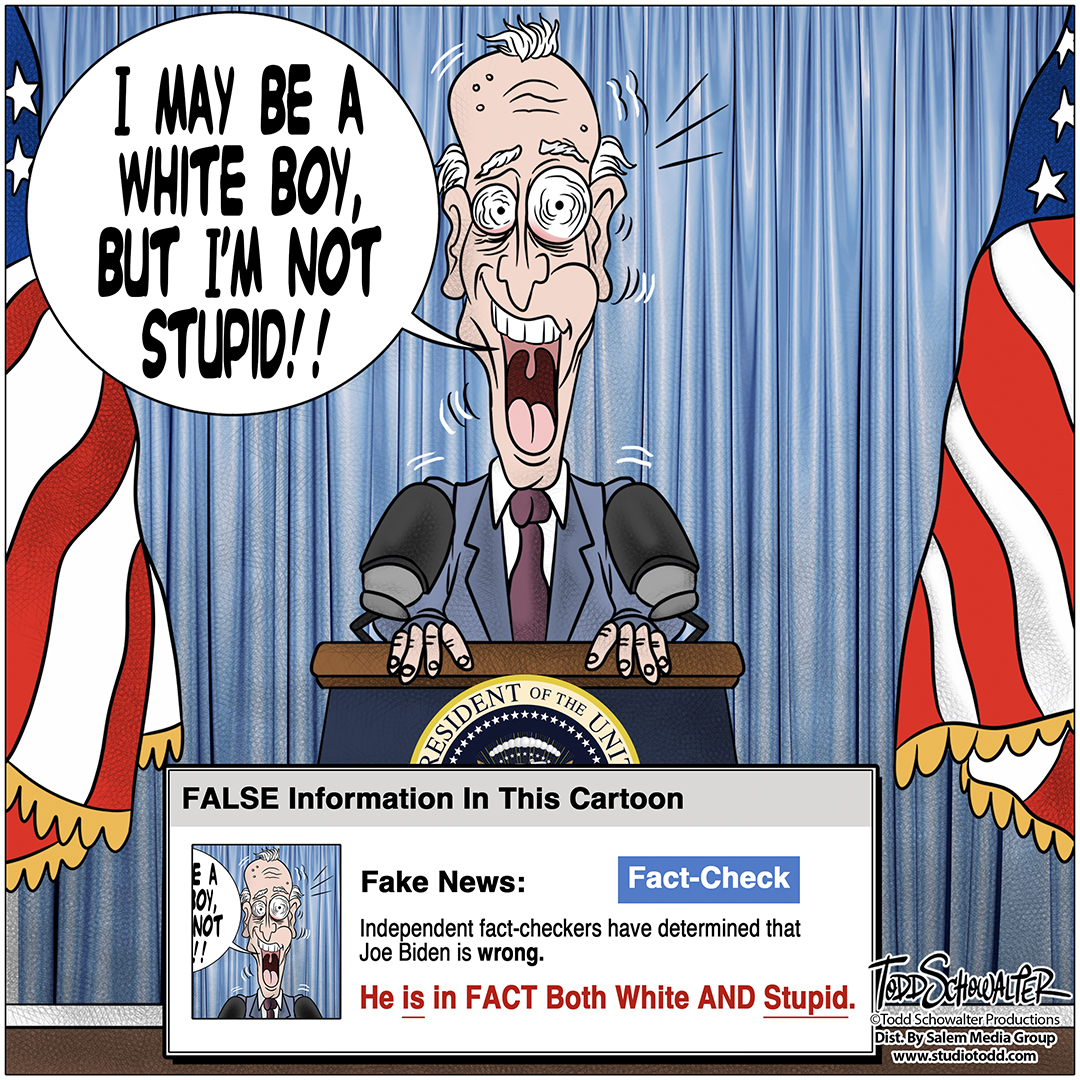 I MAY BE A
WHITE BOY,
BUT I'M NOT
STUPID!!
RESIDENT OF THE UNI
FALSE Information In This Cartoon
E A
BOY,
NOT
!!
Fake News:
Fact-Check
Independent fact-checkers have determined that
Joe Biden is wrong.
He is in FACT Both White AND Stupid.
TODD SCHOWALTER
©Todd Schowalter Productions
Dist. By Salem Media Group
www.studiotodd.com